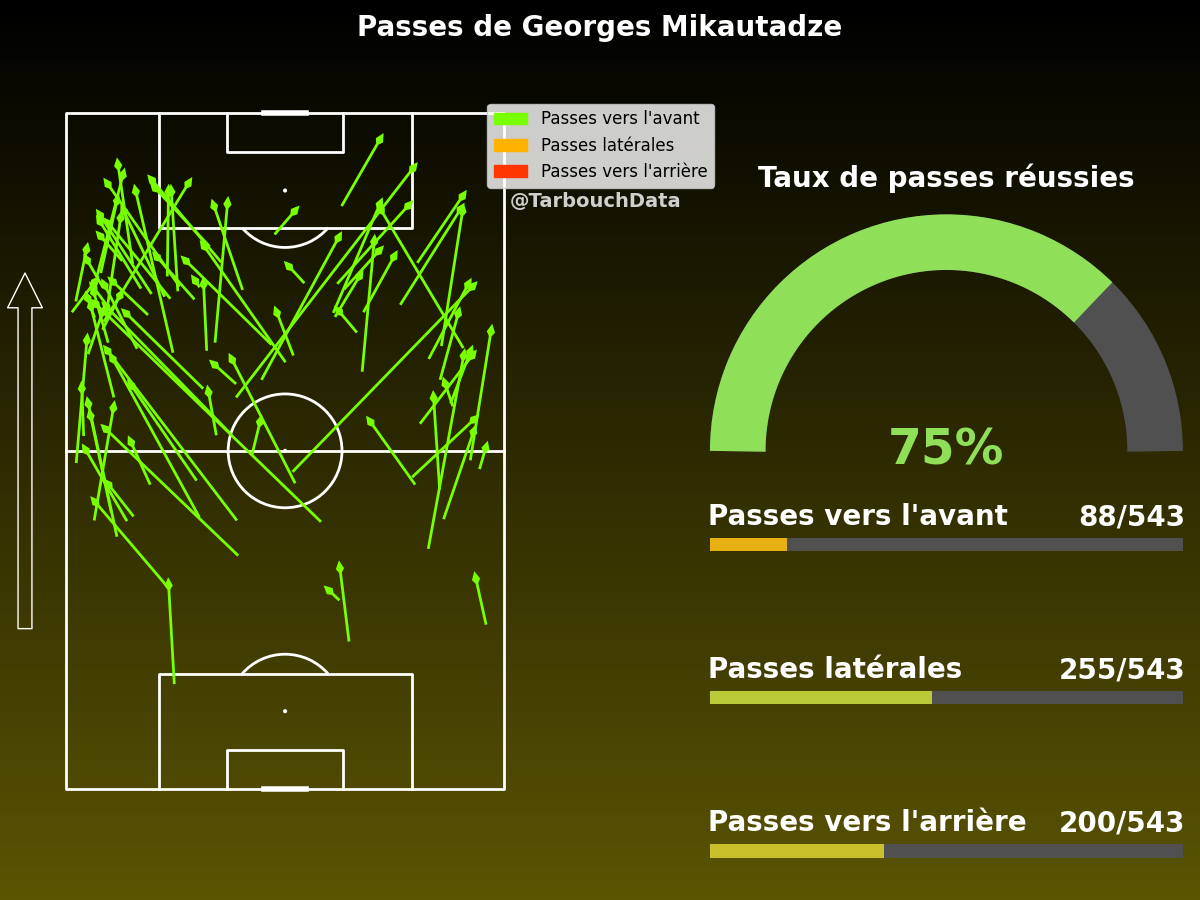 Passes de Georges Mikautadze
Passes vers l'avant
Passes latérales
Passes vers l'arrière
@TarbouchData
Taux de passes réussies
75%
Passes vers l'avant 88/543
Passes latérales 255/543
Passes vers l'arrière 200/543